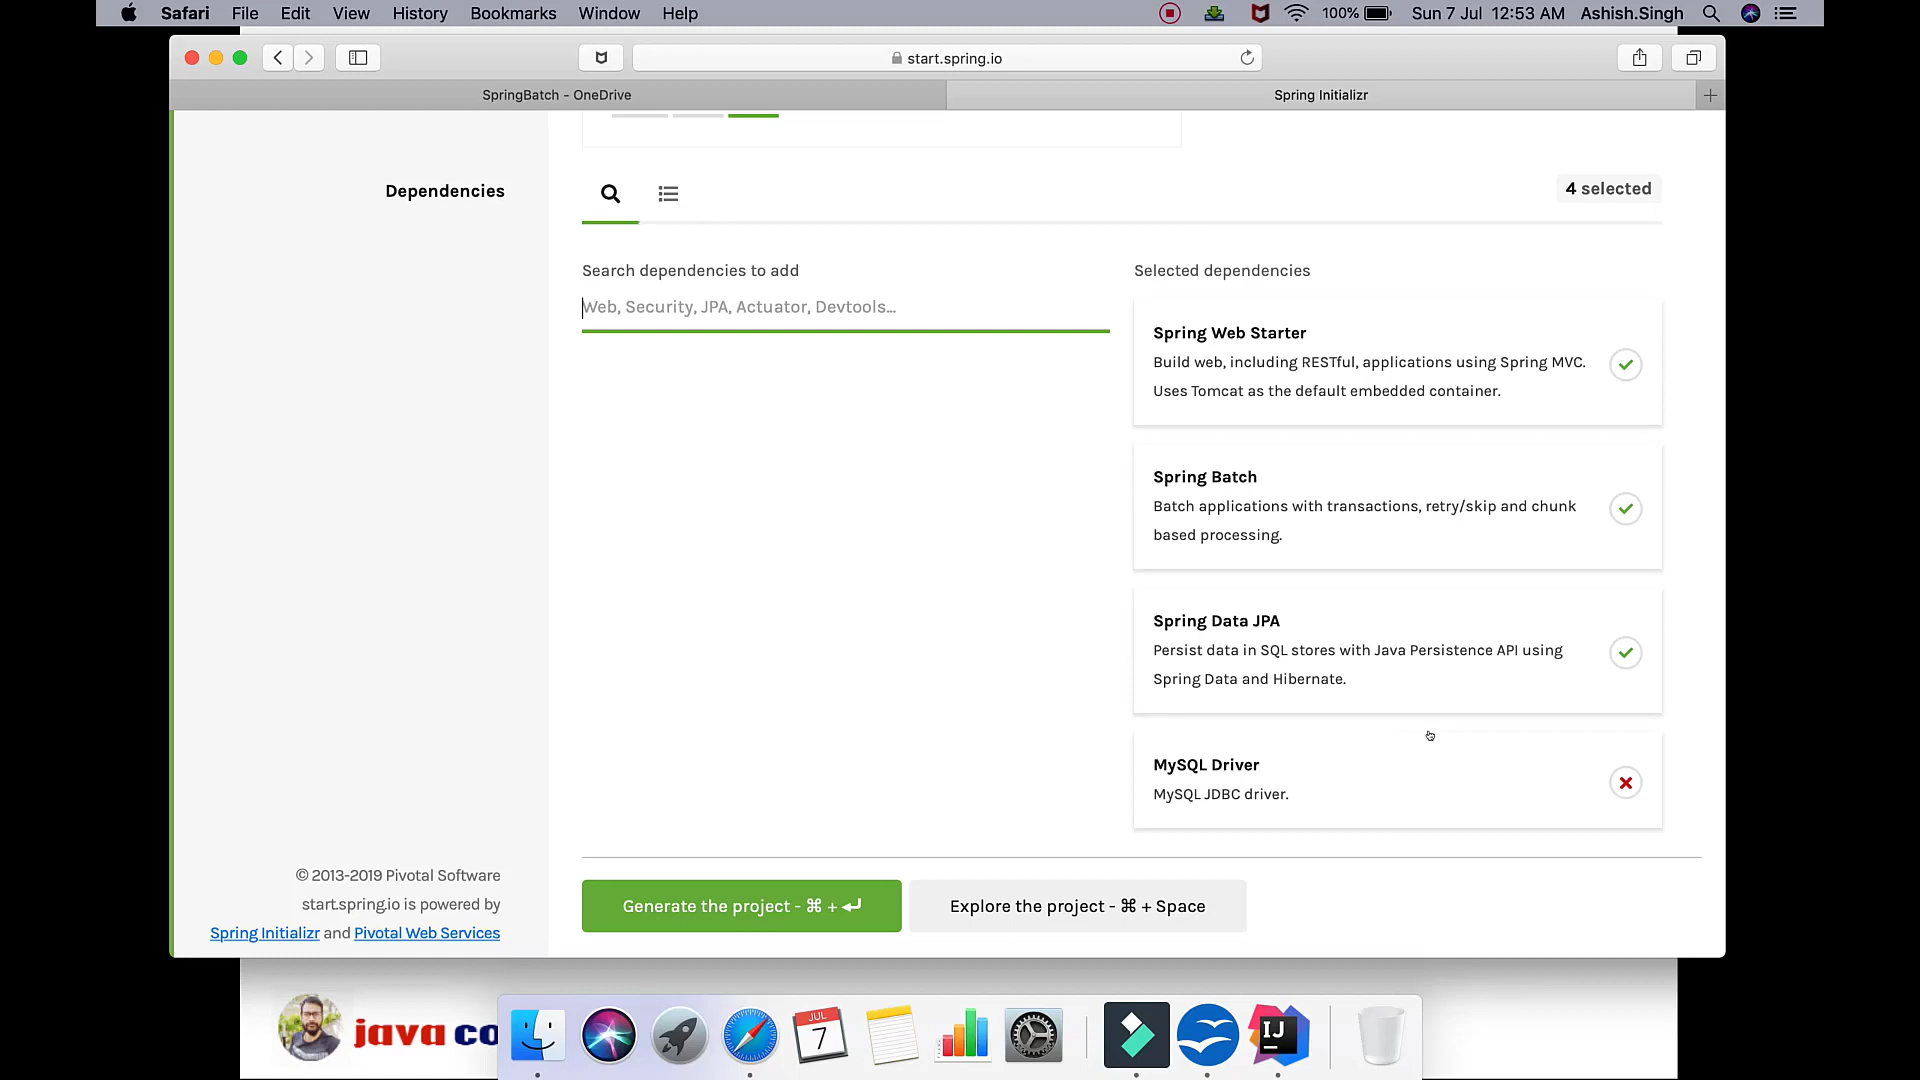 Safari File Edit View History Bookmarks Window Help 100% Sun 7 Jul 12:53 AM Ashish.Singh
start.spring.io
SpringBatch - OneDrive
Spring Initializr
Dependencies
4 selected
Search dependencies to add
Web, Security, JPA, Actuator, Devtools...
Selected dependencies
Spring Web Starter
Build web, including RESTful, applications using Spring MVC.
Uses Tomcat as the default embedded container.
Spring Batch
Batch applications with transactions, retry/skip and chunk
based processing.
Spring Data JPA
Persist data in SQL stores with Java Persistence API using
Spring Data and Hibernate.
MySQL Driver
MySQL JDBC driver.
© 2013-2019 Pivotal Software
start.spring.io is powered by
Spring Initializr and Pivotal Web Services
Generate the project - ⌘ + ↵
Explore the project - ⌘ + Space
java co
JUL
7
IJ